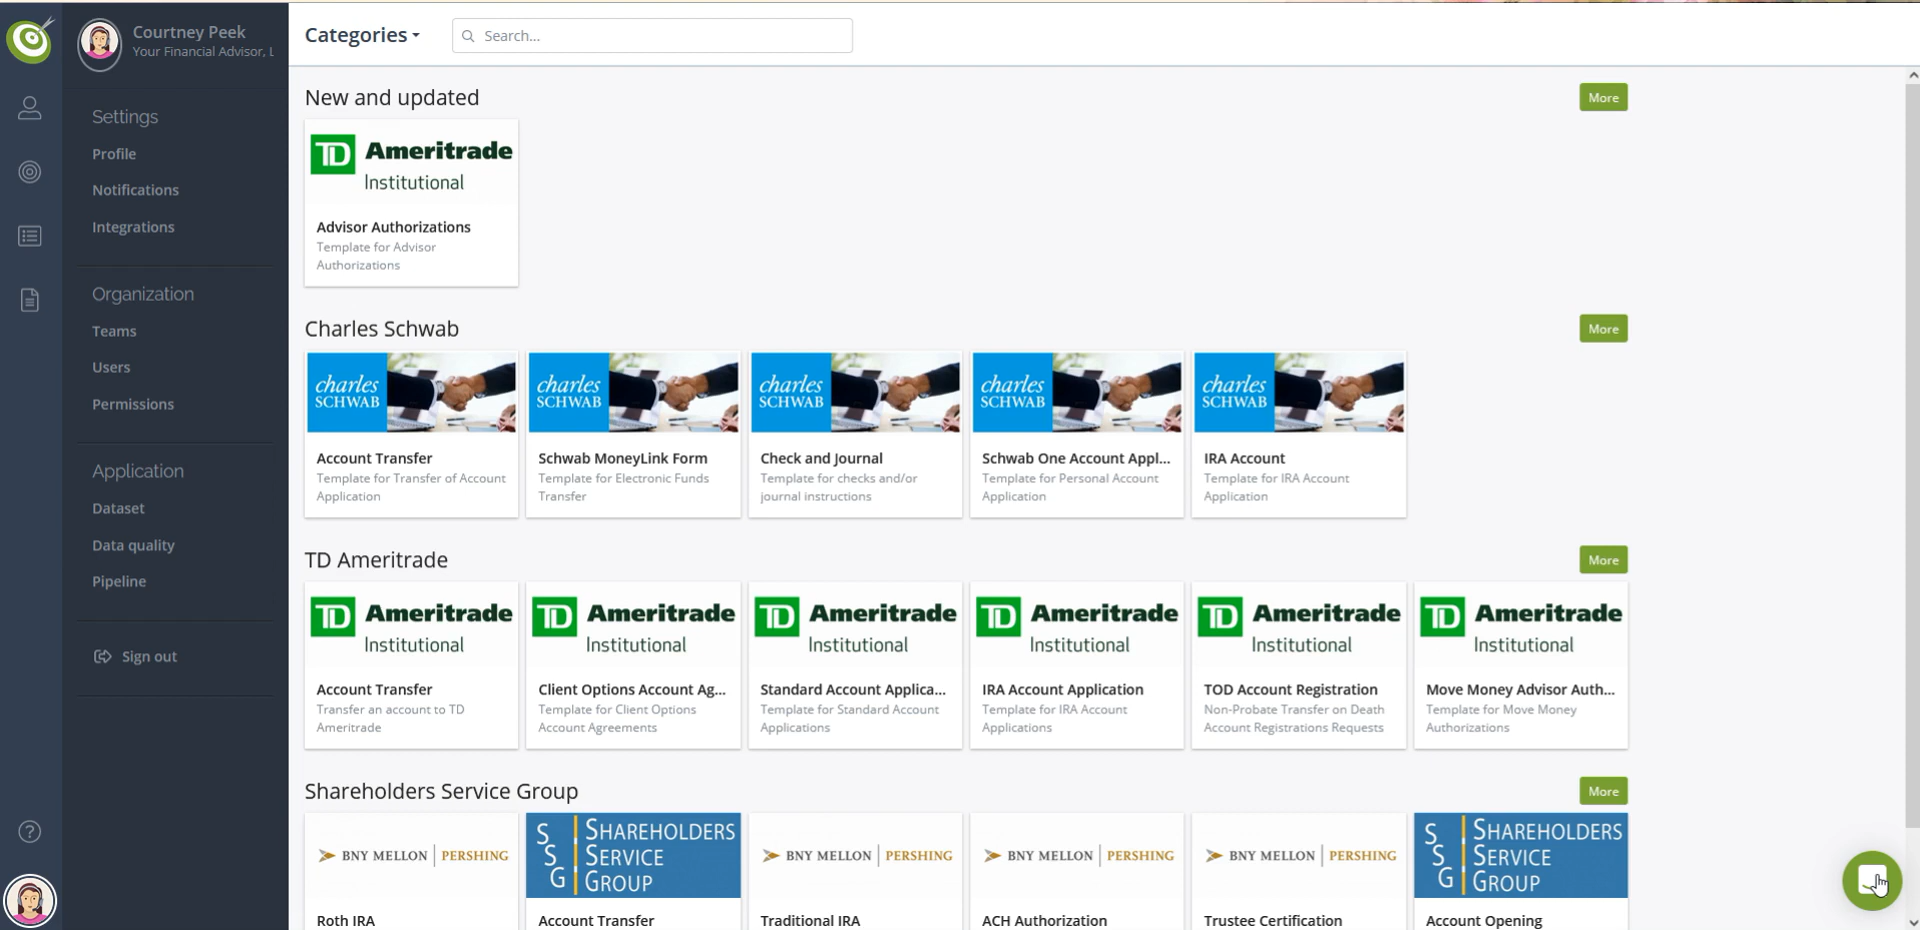 Courtney Peek
Your Financial Advisor, L
Settings
Profile
Notifications
Integrations
Organization
Teams
Users
Permissions
Application
Dataset
Data quality
Pipeline
Sign out
Categories
Search...
New and updated
More
TD Ameritrade
Institutional
Advisor Authorizations
Template for Advisor
Authorizations
Charles Schwab
More
charles
SCHWAB
Account Transfer
Template for Transfer of Account
Application
charles
SCHWAB
Schwab MoneyLink Form
Template for Electronic Funds
Transfer
charles
SCHWAB
Check and Journal
Template for checks and/or
journal instructions
charles
SCHWAB
Schwab One Account Appl...
Template for Personal Account
Application
charles
SCHWAB
IRA Account
Template for IRA Account
Application
TD Ameritrade
More
TD Ameritrade
Institutional
Account Transfer
Transfer an account to TD
Ameritrade
TD Ameritrade
Institutional
Client Options Account Ag...
Template for Client Options
Account Agreements
TD Ameritrade
Institutional
Standard Account Applica...
Template for Standard Account
Applications
TD Ameritrade
Institutional
IRA Account Application
Template for IRA Account
Applications
TD Ameritrade
Institutional
TOD Account Registration
Non-Probate Transfer on Death
Account Registrations Requests
TD Ameritrade
Institutional
Move Money Advisor Auth...
Template for Move Money
Authorizations
Shareholders Service Group
More
BNY MELLON | PERSHING
Roth IRA
SSG
SHAREHOLDERS
SERVICE
GROUP
Account Transfer
BNY MELLON | PERSHING
Traditional IRA
BNY MELLON | PERSHING
ACH Authorization
BNY MELLON | PERSHING
Trustee Certification
SSG
SHAREHOLDERS
SERVICE
GROUP
Account Opening